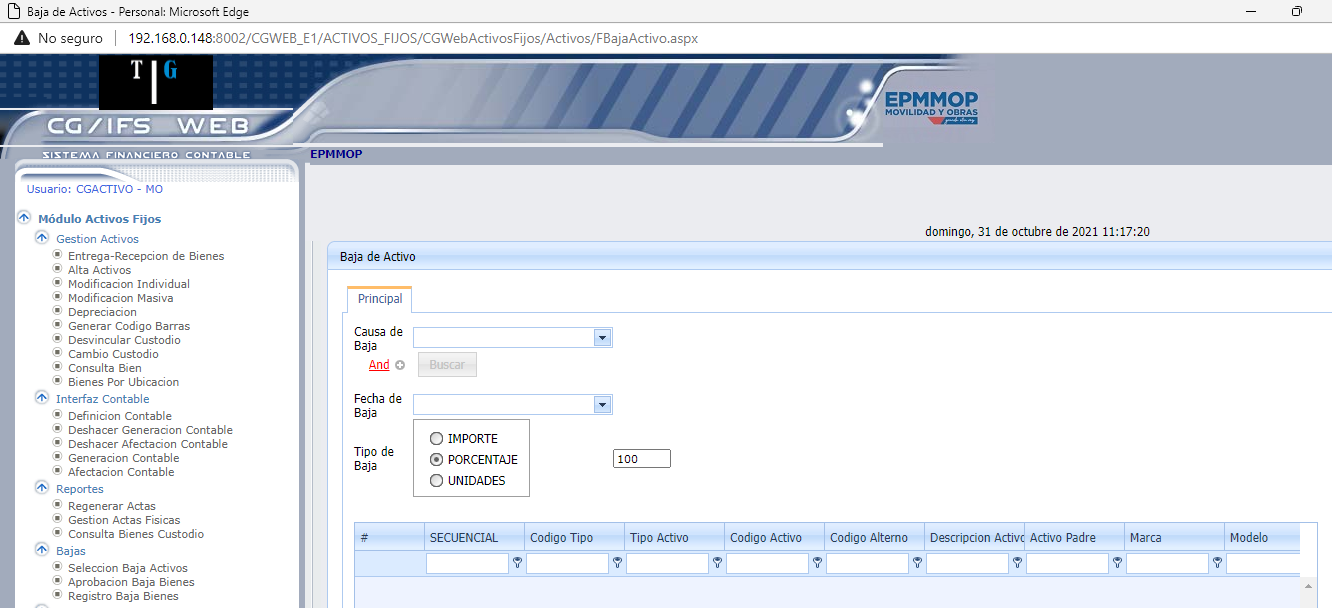 Baja de Activos - Personal: Microsoft Edge
No seguro
192.168.0.148:8002/CGWEB_E1/ACTIVOS_FIJOS/CGWebActivosFijos/Activos/FBajaActivo.aspx
T G
CG/IFS WEB
SISTEMA FINANCIERO CONTABLE
EPMMOP
MOVILIDAD Y OBRAS
EPMMOP
Usuario: CGACTIVO - MO
Módulo Activos Fijos
Gestion Activos
Entrega-Recepcion de Bienes
Alta Activos
Modificacion Individual
Modificacion Masiva
Depreciacion
Generar Codigo Barras
Desvincular Custodio
Cambio Custodio
Consulta Bien
Bienes Por Ubicacion
Interfaz Contable
Definicion Contable
Deshacer Generacion Contable
Deshacer Afectacion Contable
Generacion Contable
Afectacion Contable
Reportes
Regenerar Actas
Gestion Actas Fisicas
Consulta Bienes Custodio
Bajas
Seleccion Baja Activos
Aprobacion Baja Bienes
Registro Baja Bienes
domingo, 31 de octubre de 2021 11:17:20
Baja de Activo
Principal
Causa de
Baja
And
Buscar
Fecha de
Baja
Tipo de
Baja
IMPORTE
PORCENTAJE
UNIDADES
100
# SECUENCIAL Codigo Tipo Tipo Activo Codigo Activo Codigo Alterno Descripcion Activo Activo Padre Marca Modelo